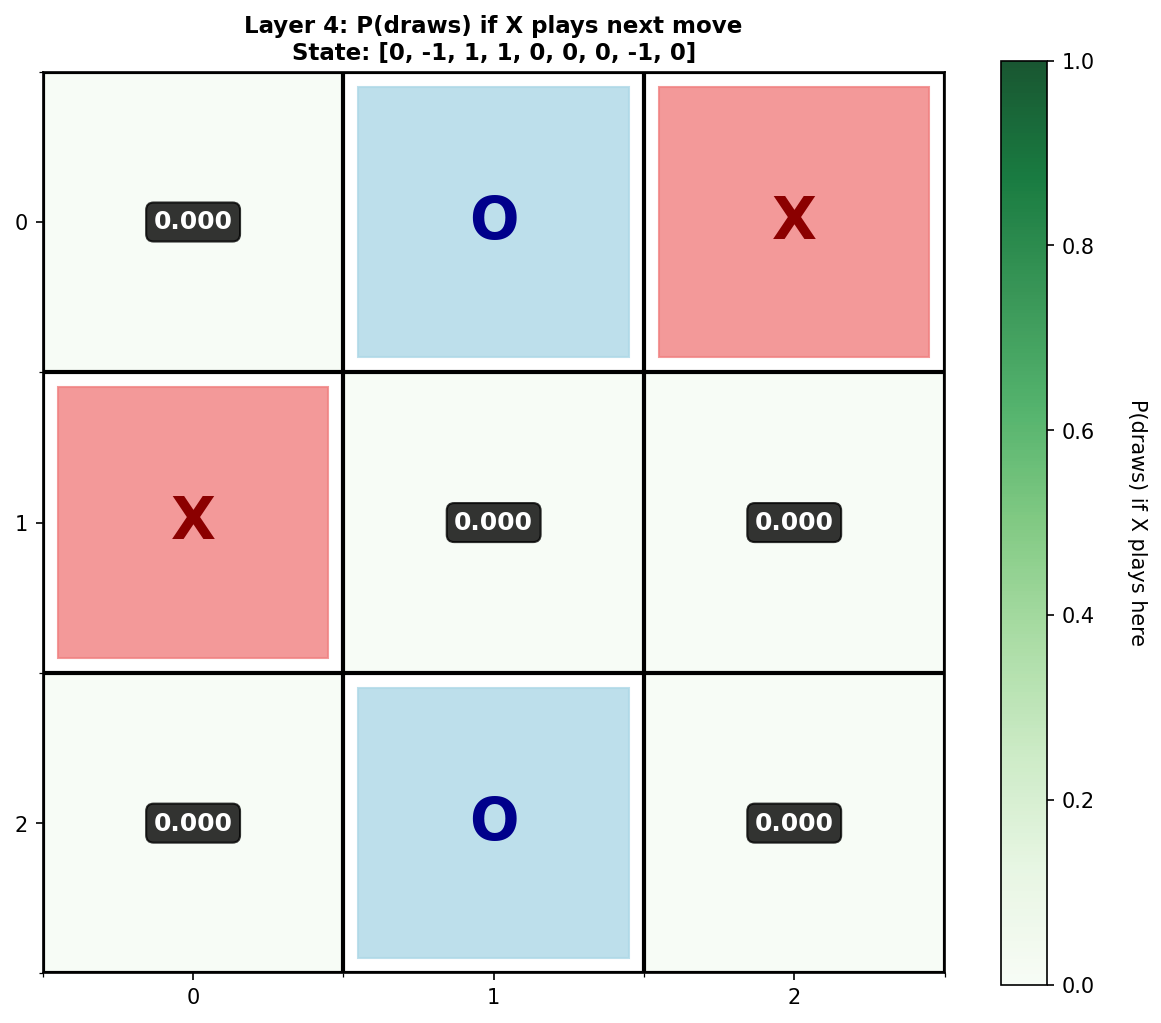 Layer 4: P(draws) if X plays next move
State: [0, -1, 1, 1, 0, 0, 0, -1, 0]
0
0.000
O
X
1
X
0.000
0.000
2
0.000
O
0.000
0
1
2
1.0
0.8
0.6
0.4
0.2
0.0
P(draws) if X plays here